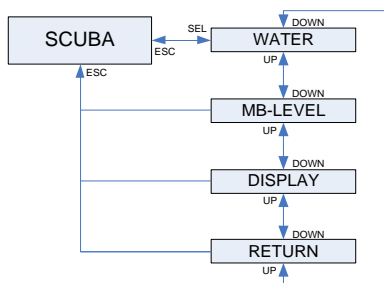 SEL
DOWN
SCUBA
WATER
ESC
UP
ESC
DOWN
MB-LEVEL
UP
DOWN
DISPLAY
UP
DOWN
RETURN
UP